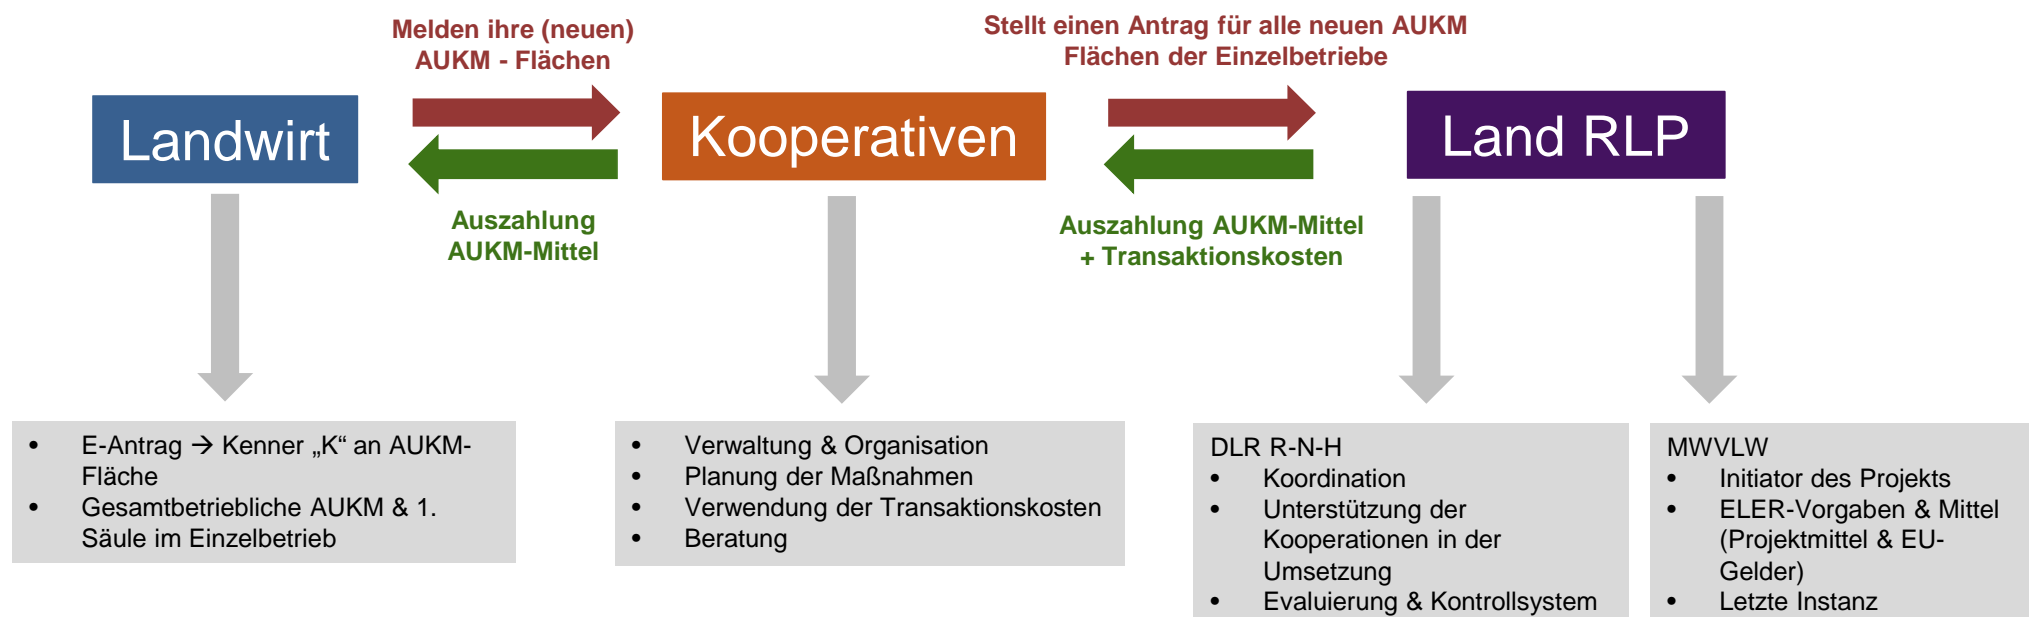 Melden ihre (neuen)
AUKM - Flächen
Stellt einen Antrag für alle neuen AUKM
Flächen der Einzelbetriebe
Landwirt
Kooperativen
Land RLP
Auszahlung
AUKM-Mittel
Auszahlung AUKM-Mittel
+ Transaktionskosten
• E-Antrag → Kenner „K“ an AUKM-
Fläche
• Gesamtbetriebliche AUKM & 1.
Säule im Einzelbetrieb
• Verwaltung & Organisation
• Planung der Maßnahmen
• Verwendung der Transaktionskosten
• Beratung
DLR R-N-H
• Koordination
• Unterstützung der
Kooperationen in der
Umsetzung
• Evaluierung & Kontrollsystem
MWVLW
• Initiator des Projekts
• ELER-Vorgaben & Mittel
(Projektmittel & EU-
Gelder)
• Letzte Instanz